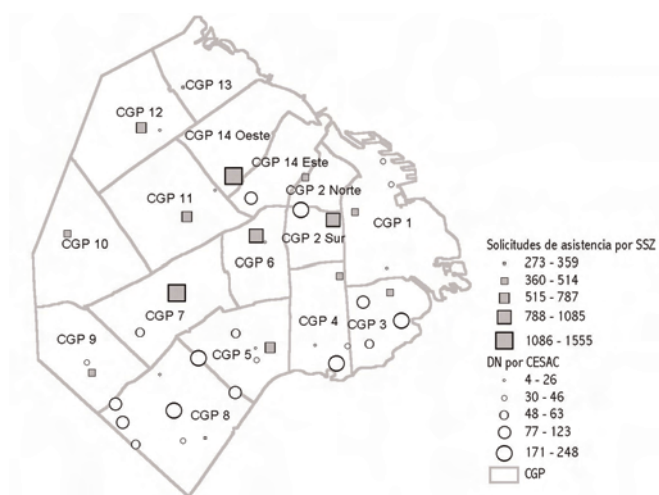 CGP 13
CGP 12
CGP 14 Oeste
CGP 14 Este
CGP 2 Norte
CGP 11
CGP 1
CGP 10
CGP 2 Sur
CGP 6
CGP 7
CGP 4
CGP 3
CGP 9
CGP 5
CGP 8
Solicitudes de asistencia por SSZ
273 - 359
360 - 514
515 - 787
788 - 1085
1086 - 1555
DN por CESAC
4 - 26
30 - 46
48 - 63
77 - 123
171 - 248
CGP